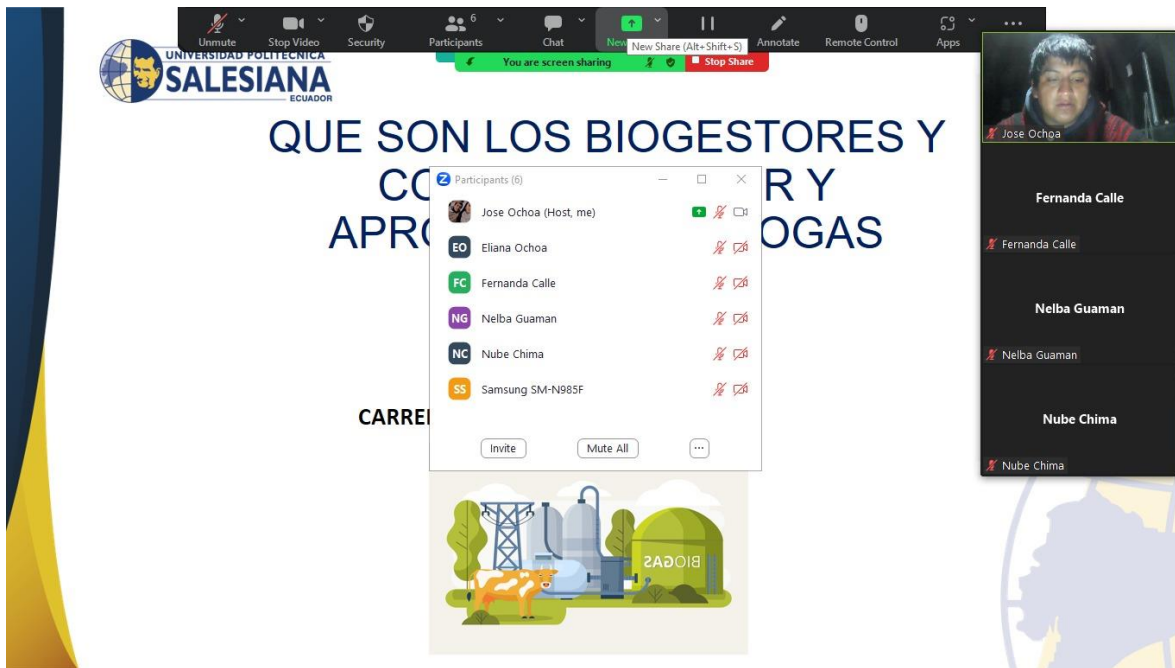 Unmute
Stop Video
Security
6
Participants
Chat
New
New Share (Alt+Shift+S)
Annotate
Remote Control
Apps
You are screen sharing
Stop Share
UNIVERSIDAD POLITÉCNICA
SALESIANA
ECUADOR
QUE SON LOS BIOGESTORES Y
CO R Y
APRO OGAS
CARRE
Participants (6)
Jose Ochoa (Host, me)
EO Eliana Ochoa
FC Fernanda Calle
NG Nelba Guaman
NC Nube Chima
SS Samsung SM-N985F
Invite
Mute All
BIOGAS
Jose Ochoa
Fernanda Calle
Fernanda Calle
Nelba Guaman
Nelba Guaman
Nube Chima
Nube Chima